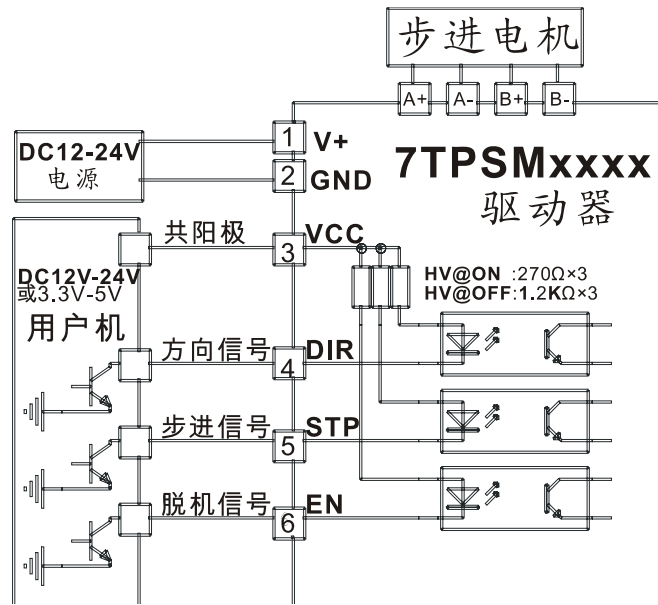 步进电机
A+ A- B+ B-
1 V+
DC12-24V
电源
2 GND
7TPSMxxxx
驱动器
共阳极 3 VCC
DC12V-24V
或3.3V-5V
用户机
HV@ON :270Ω×3
HV@OFF:1.2KΩ×3
方向信号 4 DIR
步进信号 5 STP
脱机信号 6 EN